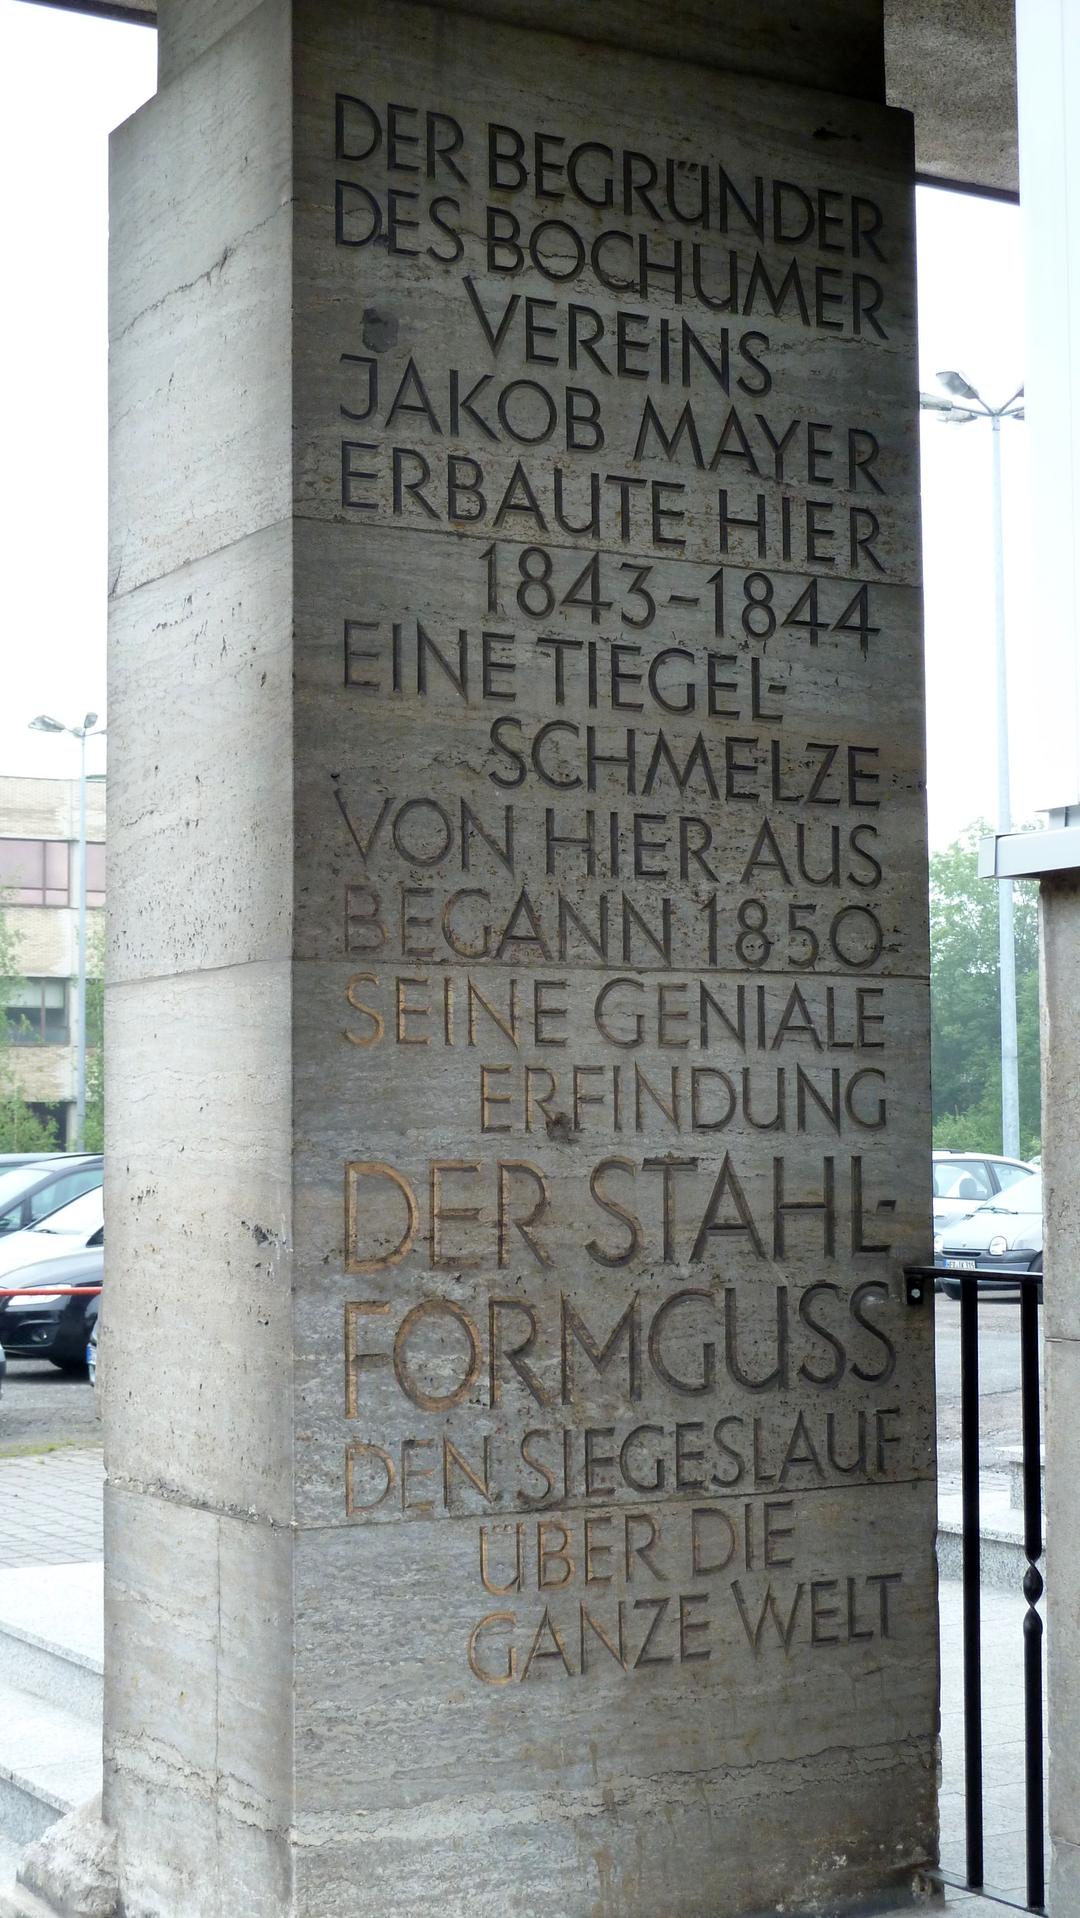 DER BEGRÜNDER
DES BOCHUMER
VEREINS
JAKOB MAYER
ERBAUTE HIER
1843-1844
EINE TIEGEL-
SCHMELZE
VON HIER AUS
BEGANN 1850
SEINE GENIALE
ERFINDUNG
DER STAHL-
FORMGUSS
DEN SIEGESLAUF
ÜBER DIE
GANZE WELT